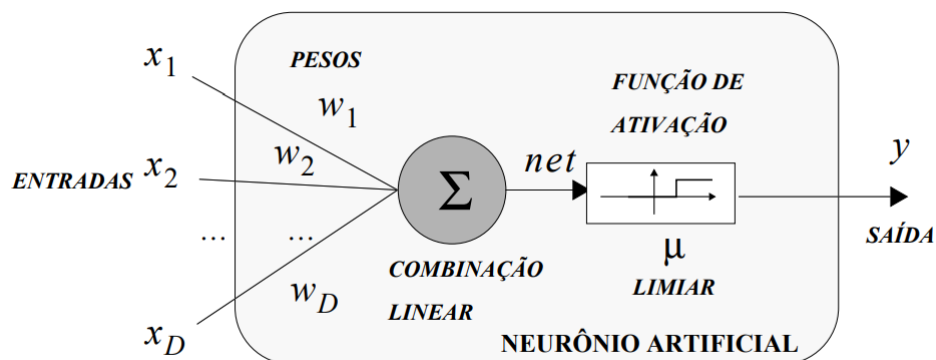 x1
PESOS
FUNÇÃO DE
ATIVAÇÃO
w1
ENTRADAS x2
w2
Σ
net
y
SAÍDA
... ...
COMBINAÇÃO
LINEAR
μ
LIMIAR
wD
xD
NEURÔNIO ARTIFICIAL